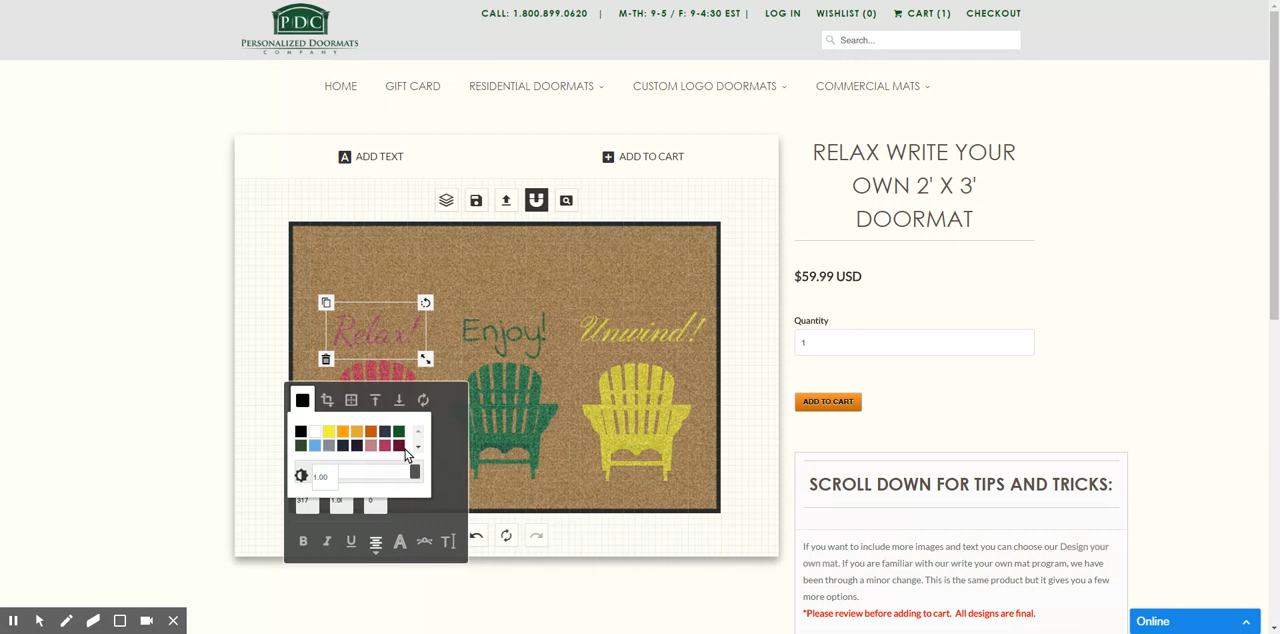 PDC
PERSONALIZED DOORMATS
COMPANY
CALL: 1.800.899.0620 | M-TH: 9-5 / F: 9-4:30 EST | LOG IN WISHLIST (0) CART (1) CHECKOUT
Search...
HOME GIFT CARD RESIDENTIAL DOORMATS CUSTOM LOGO DOORMATS COMMERCIAL MATS
A ADD TEXT ADD TO CART
RELAX WRITE YOUR
OWN 2' X 3'
DOORMAT
$59.99 USD
Quantity
1
ADD TO CART
Relax! Enjoy! Unwind!
1.00
317 1.0 0
B I U A T
SCROLL DOWN FOR TIPS AND TRICKS:
If you want to include more images and text you can choose our Design your
own mat. If you are familiar with our write your own mat program, we have
been through a minor change. This is the same product but it gives you a few
more options.
*Please review before adding to cart. All designs are final.
Online